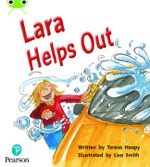 Lara
Helps Out
Written by Teresa Heapy
Illustrated by Lisa Smith
Pearson